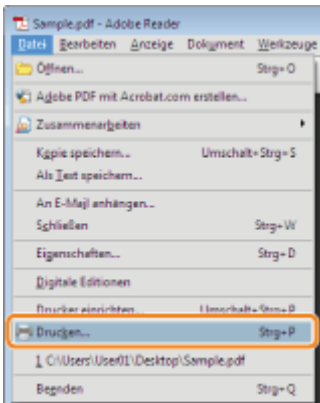 Sample.pdf - Adobe Reader
Datei Bearbeiten Anzeige Dokument Werkzeuge
Öffnen... Strg+O
Adobe PDF mit Acrobat.com erstellen...
Zusammenarbeiten
Kopie speichern... Umschalt+Strg+S
Als Text speichern...
An E-Mail anhängen...
Schließen Strg+W
Eigenschaften... Strg+D
Digitale Editionen
Drucker einrichten... Umschalt+Strg+P
Drucken... Strg+P
1 C:\Users\User01\Desktop\Sample.pdf
Beenden Strg+Q